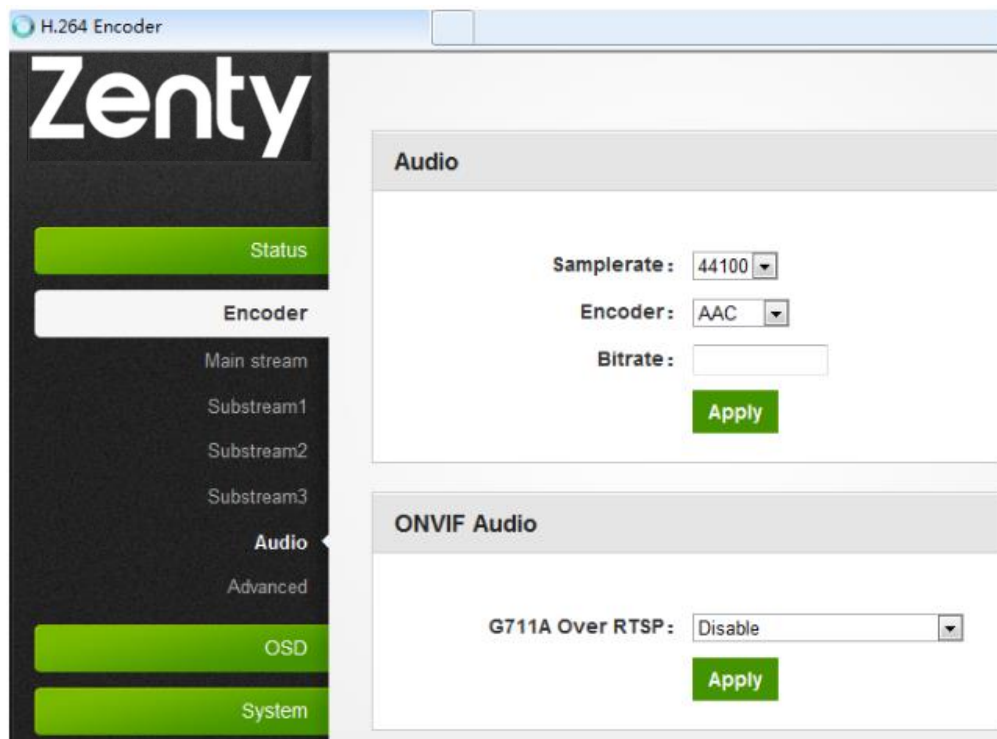 H.264 Encoder
Zenty
Status
Encoder
Main stream
Substream1
Substream2
Substream3
Audio
Advanced
OSD
System
Audio
Samplerate: 44100
Encoder: AAC
Bitrate:
Apply
ONVIF Audio
G711A Over RTSP: Disable
Apply